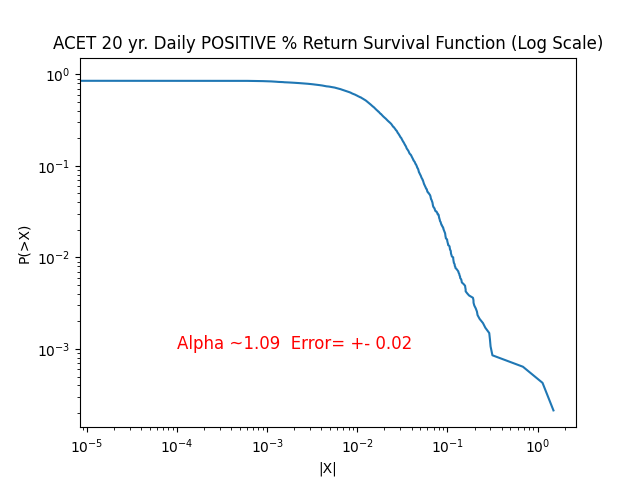 ACET 20 yr. Daily POSITIVE % Return Survival Function (Log Scale)
10⁰
10⁻¹
10⁻²
10⁻³
P(>X)
Alpha ~1.09  Error= +- 0.02
10⁻⁵ 10⁻⁴ 10⁻³ 10⁻² 10⁻¹ 10⁰
|X|